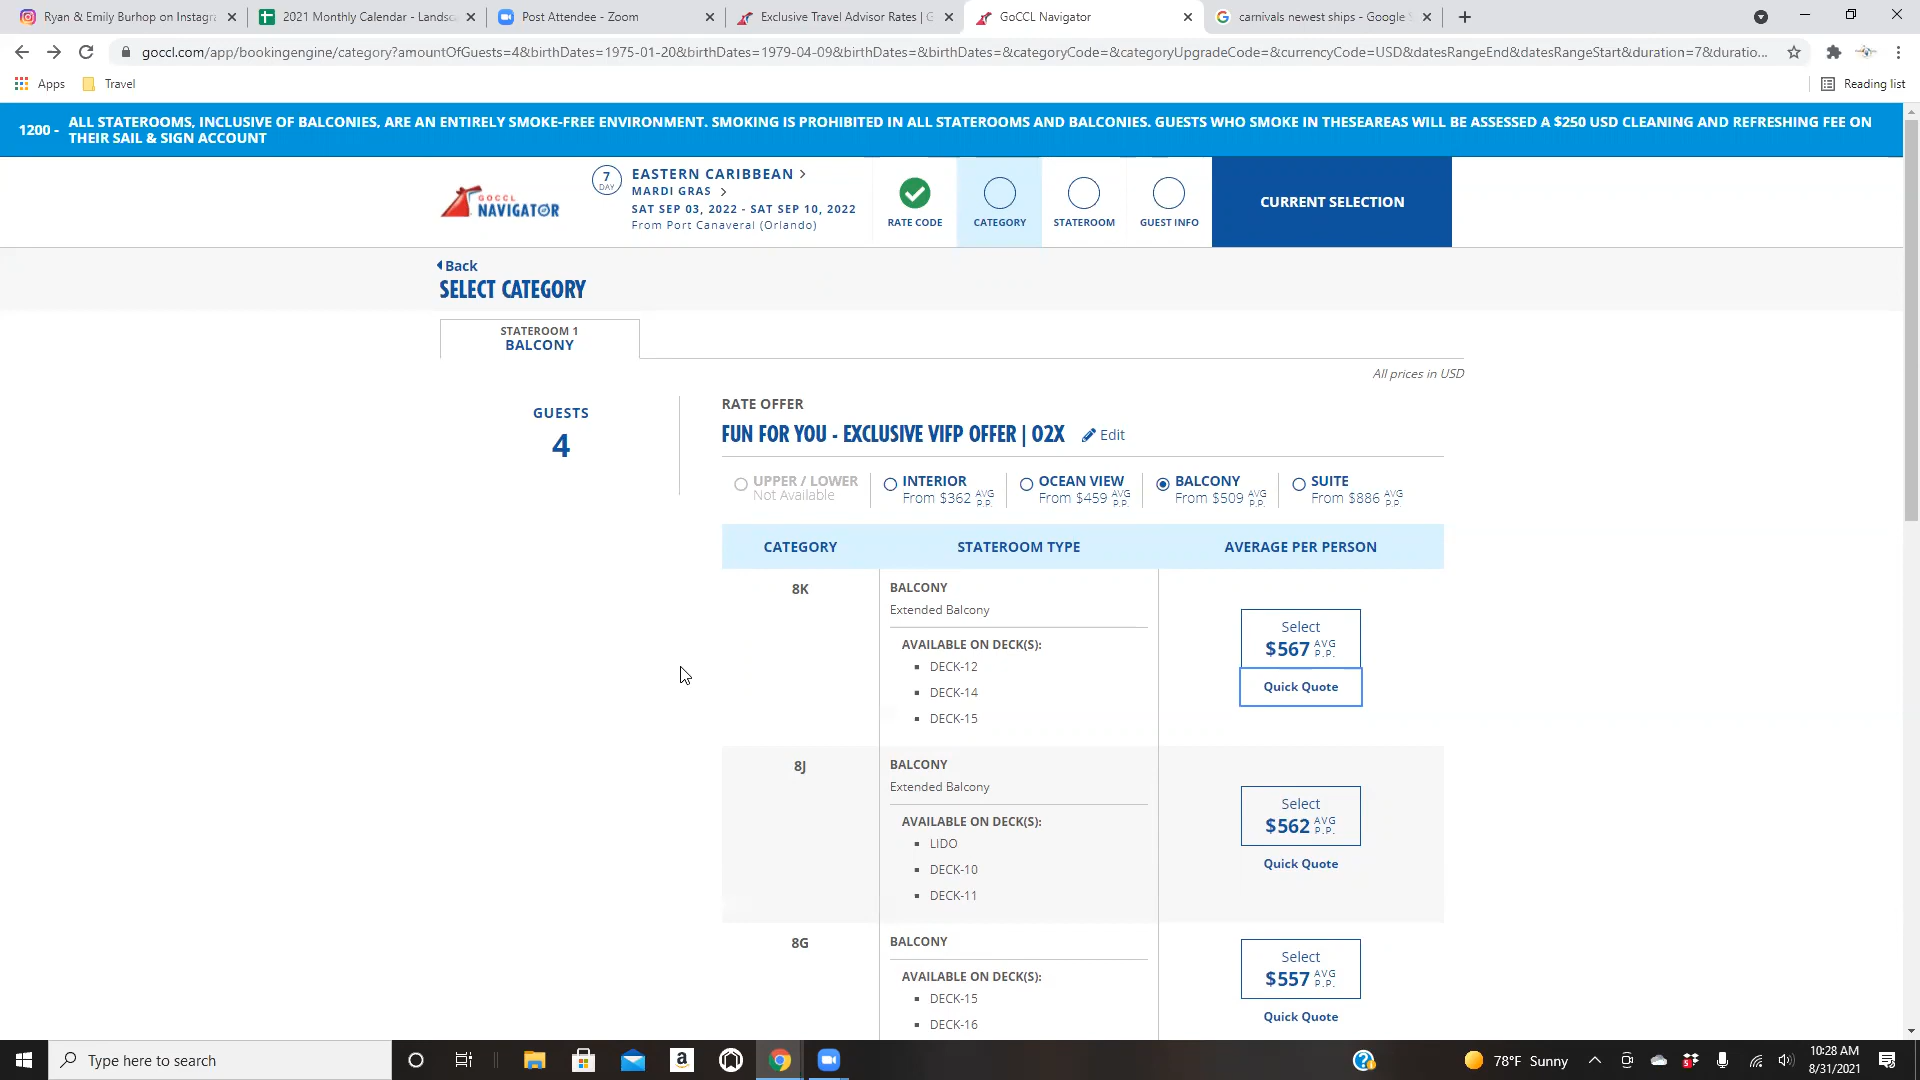 Ryan & Emily Burhop on Instagra
2021 Monthly Calendar - Landsca
Post Attendee - Zoom
Exclusive Travel Advisor Rates | G
GoCCL Navigator
carnivals newest ships - Google S
goccl.com/app/bookingengine/category?amountOfGuests=4&birthDates=1975-01-20&birthDates=1979-04-09&birthDates=&birthDates=&categoryCode=&categoryUpgradeCode=&currencyCode=USD&datesRangeEnd&datesRangeStart&duration=7&duratio...
Apps
Travel
Reading list
1200 - ALL STATEROOMS, INCLUSIVE OF BALCONIES, ARE AN ENTIRELY SMOKE-FREE ENVIRONMENT. SMOKING IS PROHIBITED IN ALL STATEROOMS AND BALCONIES. GUESTS WHO SMOKE IN THESEAREAS WILL BE ASSESSED A $250 USD CLEANING AND REFRESHING FEE ON
THEIR SAIL & SIGN ACCOUNT
GOCCL
NAVIGATOR
7
DAY
EASTERN CARIBBEAN >
MARDI GRAS >
SAT SEP 03, 2022 - SAT SEP 10, 2022
From Port Canaveral (Orlando)
RATE CODE
CATEGORY
STATEROOM
GUEST INFO
CURRENT SELECTION
Back
SELECT CATEGORY
STATEROOM 1
BALCONY
All prices in USD
GUESTS
4
RATE OFFER
FUN FOR YOU - EXCLUSIVE VIFP OFFER | O2X
Edit
UPPER / LOWER
Not Available
INTERIOR
From $362 AVG P.P.
OCEAN VIEW
From $459 AVG P.P.
BALCONY
From $509 AVG P.P.
SUITE
From $886 AVG P.P.
CATEGORY
STATEROOM TYPE
AVERAGE PER PERSON
8K
BALCONY
Extended Balcony
AVAILABLE ON DECK(S):
DECK-12
DECK-14
DECK-15
Select
$567 AVG P.P.
Quick Quote
8J
BALCONY
Extended Balcony
AVAILABLE ON DECK(S):
LIDO
DECK-10
DECK-11
Select
$562 AVG P.P.
Quick Quote
8G
BALCONY
AVAILABLE ON DECK(S):
DECK-15
DECK-16
Select
$557 AVG P.P.
Quick Quote
Type here to search
78°F Sunny
10:28 AM
8/31/2021